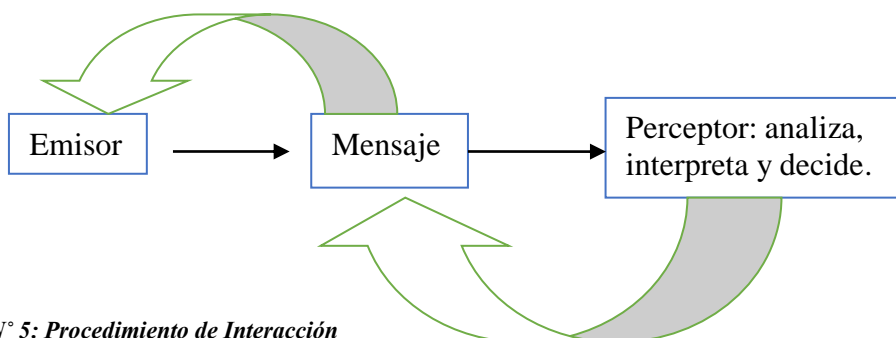 Emisor
Mensaje
Perceptor: analiza,
interpreta y decide.
N° 5: Procedimiento de Interacción